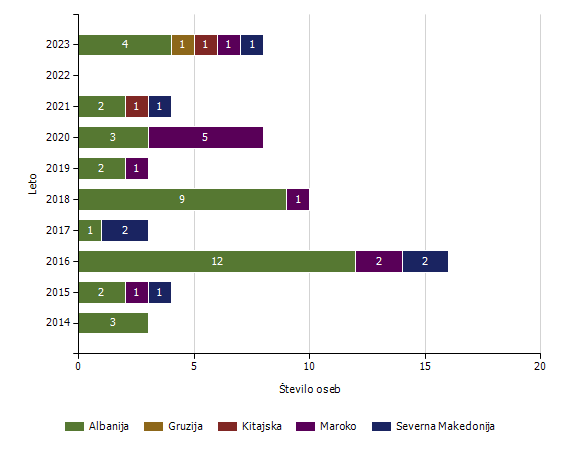 2023 4 1 1 1 1
2022
2021 2 1 1
2020 3 5
2019 2 1
2018 9 1
2017 1 2
2016 12 2 2
2015 2 1 1
2014 3
Leto
0 5 10 15 20
Število oseb
Albanija Gruzija Kitajska Maroko Severna Makedonija